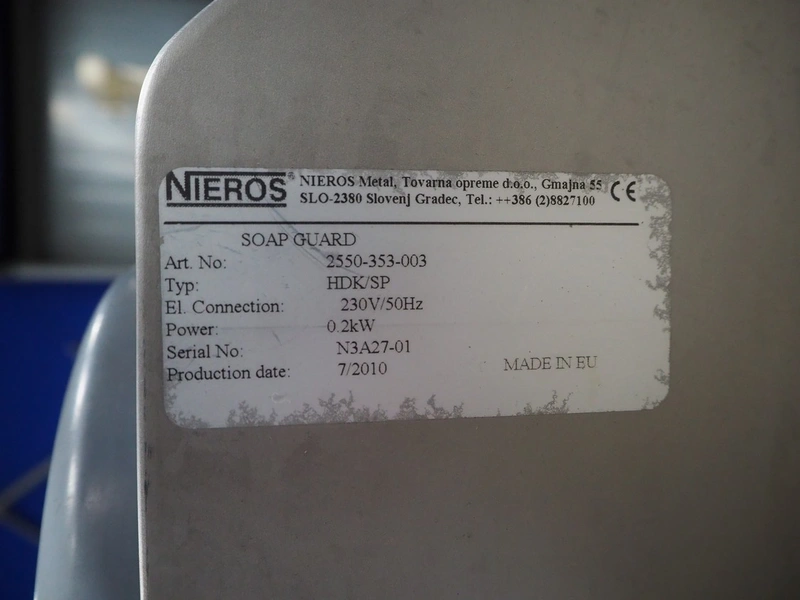 NIEROS® NIEROS Metal, Tovarna opreme d.o.o., Gmajna 55
SLO-2380 Slovenj Gradec, Tel.: ++386 (2)8827100 CE
SOAP GUARD
Art. No: 2550-353-003
Typ: HDK/SP
El. Connection: 230V/50Hz
Power: 0.2kW
Serial No: N3A27-01
Production date: 7/2010 MADE IN EU